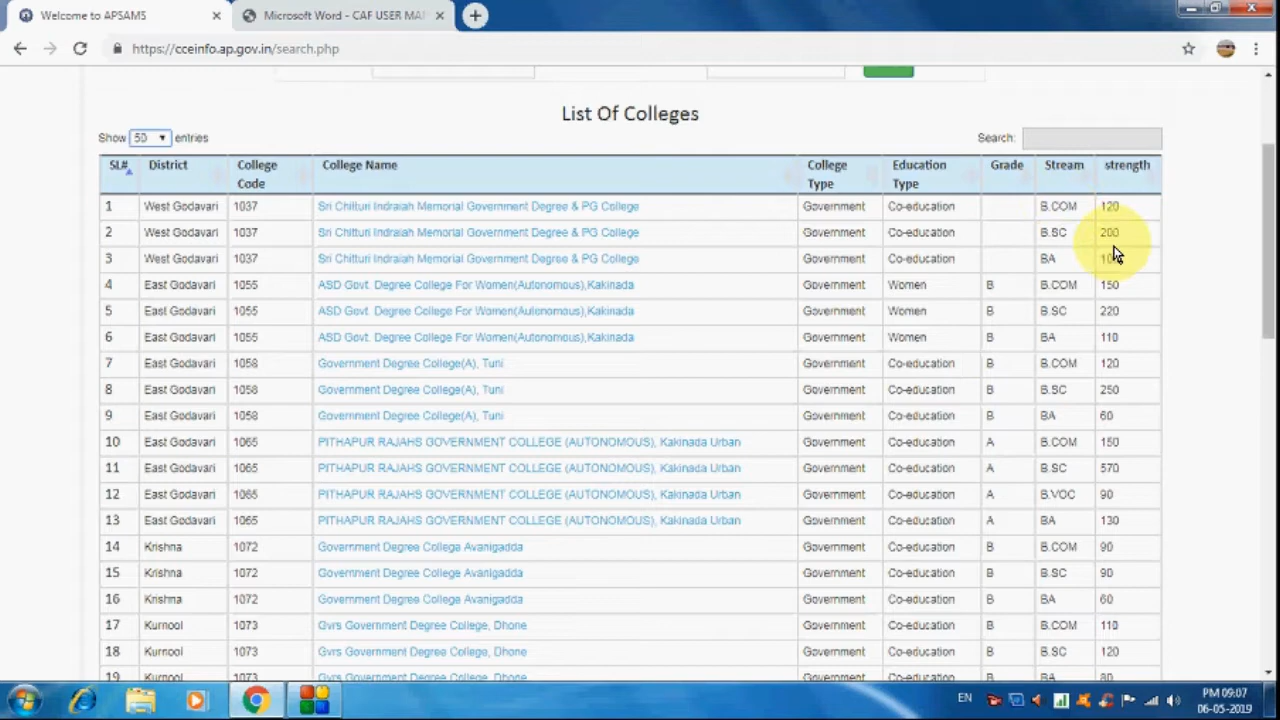 Welcome to APSAMS
Microsoft Word - CAF USER MA
https://cceinfo.ap.gov.in/search.php
List Of Colleges
Show 50 entries Search:
SL# District College Code College Name College Type Education Type Grade Stream strength
1 West Godavari 1037 Sri Chitturi Indraiah Memorial Government Degree & PG College Government Co-education B.COM 120
2 West Godavari 1037 Sri Chitturi Indraiah Memorial Government Degree & PG College Government Co-education B.SC 200
3 West Godavari 1037 Sri Chitturi Indraiah Memorial Government Degree & PG College Government Co-education BA
4 East Godavari 1055 ASD Govt. Degree College For Women(Autonomous),Kakinada Government Women B B.COM 150
5 East Godavari 1055 ASD Govt. Degree College For Women(Autonomous),Kakinada Government Women B B.SC 220
6 East Godavari 1055 ASD Govt. Degree College For Women(Autonomous),Kakinada Government Women B BA 110
7 East Godavari 1058 Government Degree College(A), Tuni Government Co-education B B.COM 120
8 East Godavari 1058 Government Degree College(A), Tuni Government Co-education B B.SC 250
9 East Godavari 1058 Government Degree College(A), Tuni Government Co-education B BA 60
10 East Godavari 1065 PITHAPUR RAJAHS GOVERNMENT COLLEGE (AUTONOMOUS), Kakinada Urban Government Co-education A B.COM 150
11 East Godavari 1065 PITHAPUR RAJAHS GOVERNMENT COLLEGE (AUTONOMOUS), Kakinada Urban Government Co-education A B.SC 570
12 East Godavari 1065 PITHAPUR RAJAHS GOVERNMENT COLLEGE (AUTONOMOUS), Kakinada Urban Government Co-education A B.VOC 90
13 East Godavari 1065 PITHAPUR RAJAHS GOVERNMENT COLLEGE (AUTONOMOUS), Kakinada Urban Government Co-education A BA 130
14 Krishna 1072 Government Degree College Avanigadda Government Co-education B B.COM 90
15 Krishna 1072 Government Degree College Avanigadda Government Co-education B B.SC 90
16 Krishna 1072 Government Degree College Avanigadda Government Co-education B BA 60
17 Kurnool 1073 Gvrs Government Degree College, Dhone Government Co-education B B.COM 110
18 Kurnool 1073 Gvrs Government Degree College, Dhone Government Co-education B B.SC 120
19 Kurnool 1073 Gvrs Government Degree College, Dhone Government Co-education B BA 80
EN PM 09:07
06-05-2019